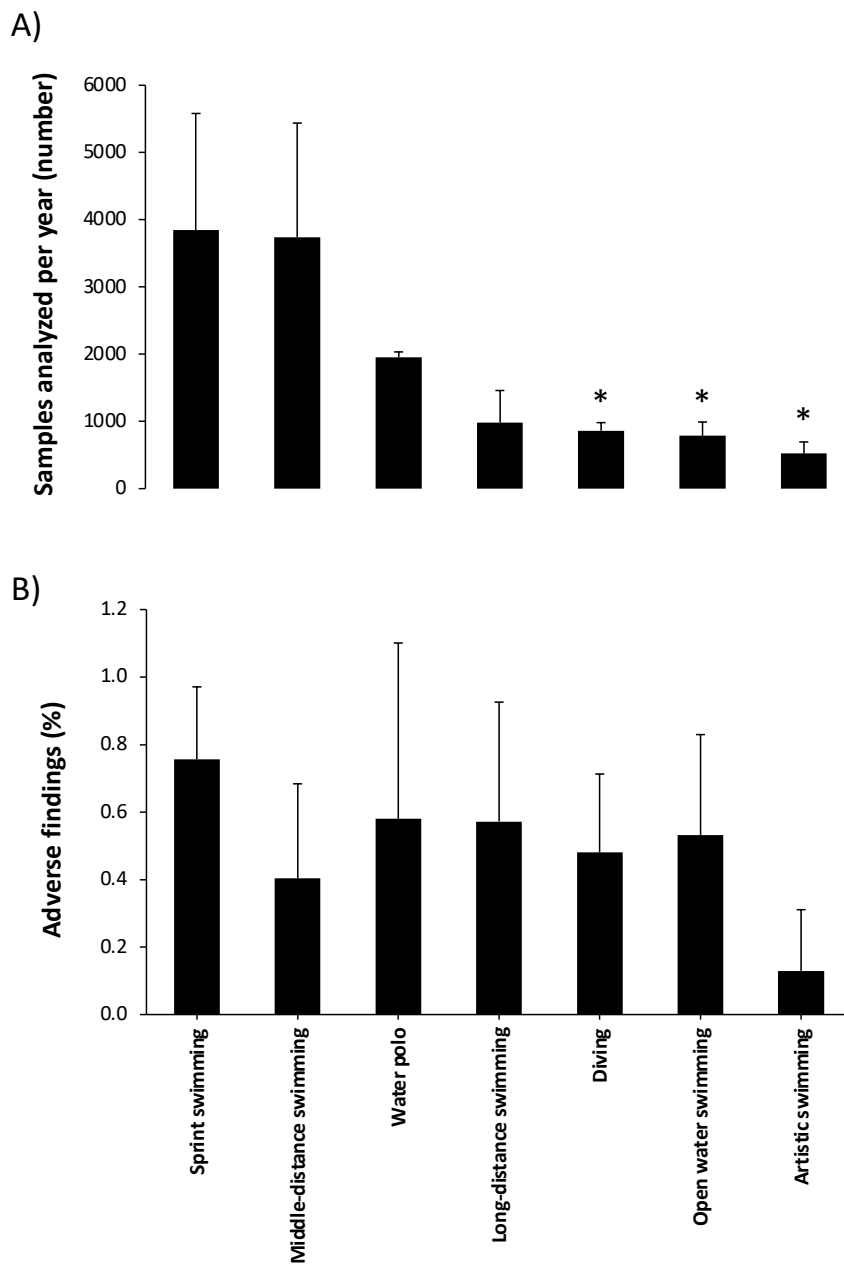 A)
Samples analyzed per year (number)
6000
5000
4000
3000
2000
1000
0
*
*
*
B)
Adverse findings (%)
1.2
1.0
0.8
0.6
0.4
0.2
0.0
Sprint swimming
Middle-distance swimming
Water polo
Long-distance swimming
Diving
Open water swimming
Artistic swimming